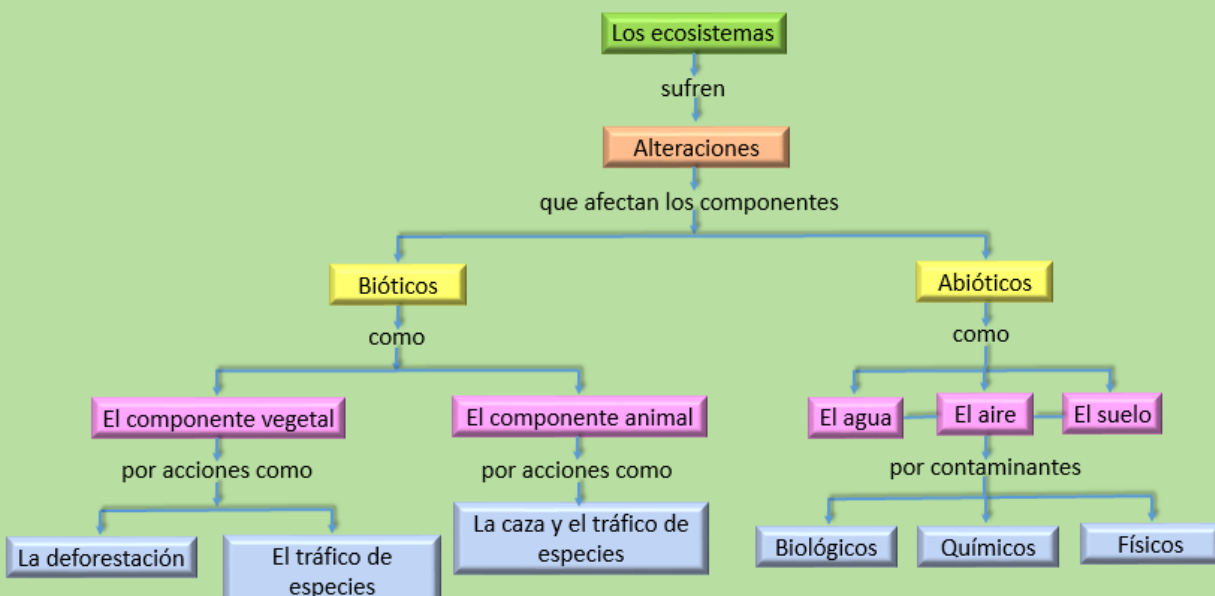 Los ecosistemas
sufren
Alteraciones
que afectan los componentes
Bióticos
Abióticos
como
como
El componente vegetal
El componente animal
El agua
El aire
El suelo
por acciones como
por acciones como
por contaminantes
La deforestación
El tráfico de
especies
La caza y el tráfico de
especies
Biológicos
Químicos
Físicos